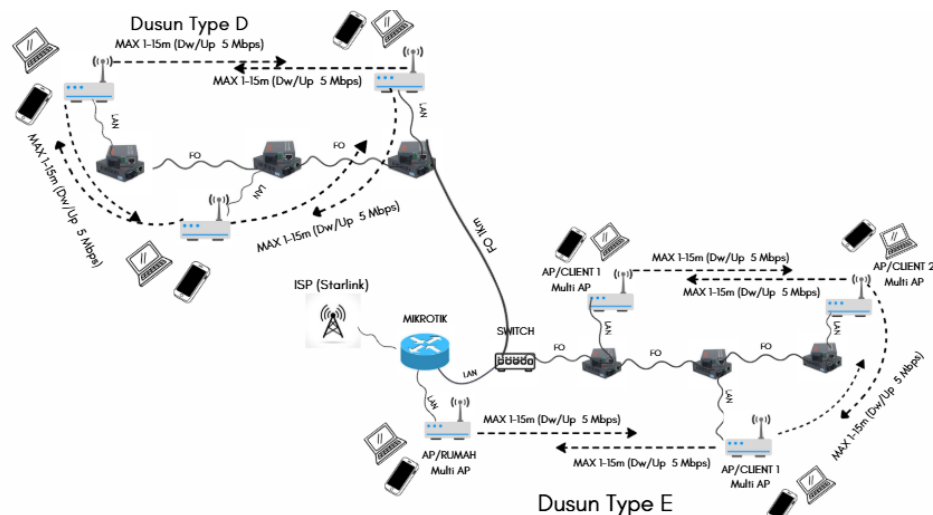 Dusun Type D
MAX 1-15m (Dw/Up 5 Mbps)
MAX 1-15m (Dw/Up 5 Mbps)
LAN
LAN
FO
FO
LAN
MAX 1-15m (Dw/Up 5 Mbps)
MAX 1-15m (Dw/Up 5 Mbps)
FO 1Km
ISP (Starlink)
MIKROTIK
SWITCH
LAN
LAN
AP/RUMAH
Multi AP
AP/CLIENT 1
Multi AP
MAX 1-15m (Dw/Up 5 Mbps)
MAX 1-15m (Dw/Up 5 Mbps)
AP/CLIENT 2
Multi AP
LAN
LAN
FO
FO
FO
LAN
MAX 1-15m (Dw/Up 5 Mbps)
MAX 1-15m (Dw/Up 5 Mbps)
MAX 1-15m (Dw/Up 5 Mbps)
AP/CLIENT 1
Multi AP
Dusun Type E